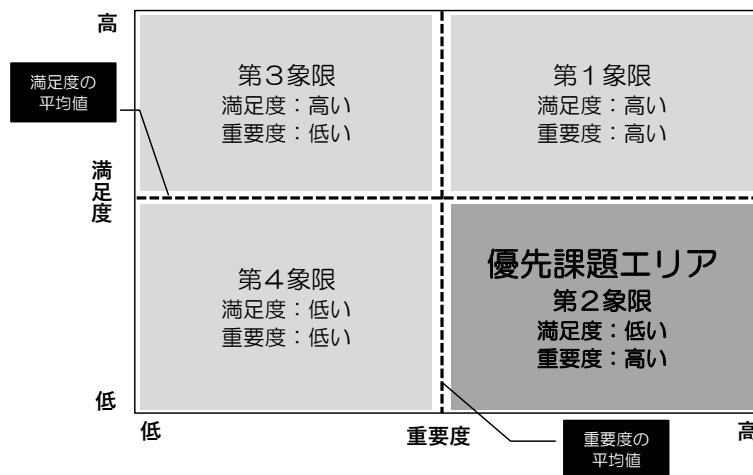 高
満足度の
平均値
第3象限
満足度：高い
重要度：低い
第1象限
満足度：高い
重要度：高い
満足度
第4象限
満足度：低い
重要度：低い
優先課題エリア
第2象限
満足度：低い
重要度：高い
低
低
重要度
高
重要度の
平均値